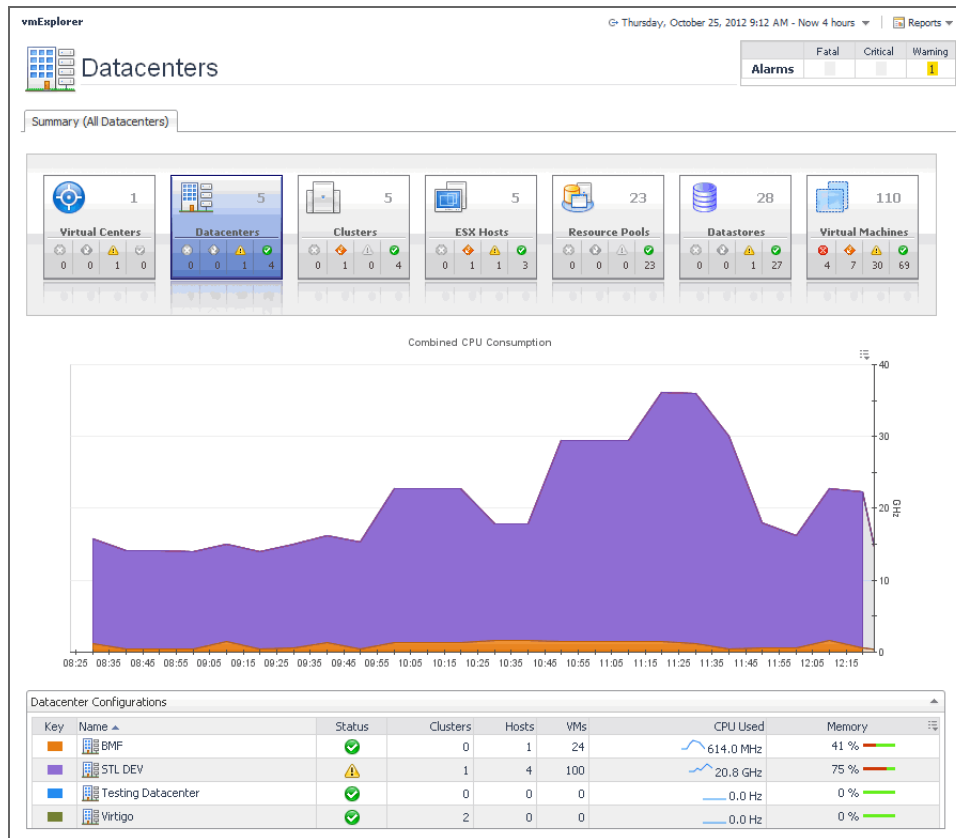 vmExplorer
Thursday, October 25, 2012 9:12 AM - Now 4 hours
Reports
Datacenters
Fatal Critical Warning
Alarms 1
Summary (All Datacenters)
1 5 5 5 23 28 110
Virtual Centers Datacenters Clusters ESX Hosts Resource Pools Datastores Virtual Machines
0 0 1 0 0 0 1 4 0 1 0 4 0 1 1 3 0 0 0 23 0 0 1 27 4 7 30 69
Combined CPU Consumption
40
30
20
GHz
10
0
08:25 08:35 08:45 08:55 09:05 09:15 09:25 09:35 09:45 09:55 10:05 10:15 10:25 10:35 10:45 10:55 11:05 11:15 11:25 11:35 11:45 11:55 12:05 12:15
Datacenter Configurations
Key Name Status Clusters Hosts VMs CPU Used Memory
BMF 0 1 24 614.0 MHz 41 %
STL DEV 1 4 100 20.8 GHz 75 %
Testing Datacenter 0 0 0 0.0 Hz 0 %
Virtigo 2 0 0 0.0 Hz 0 %